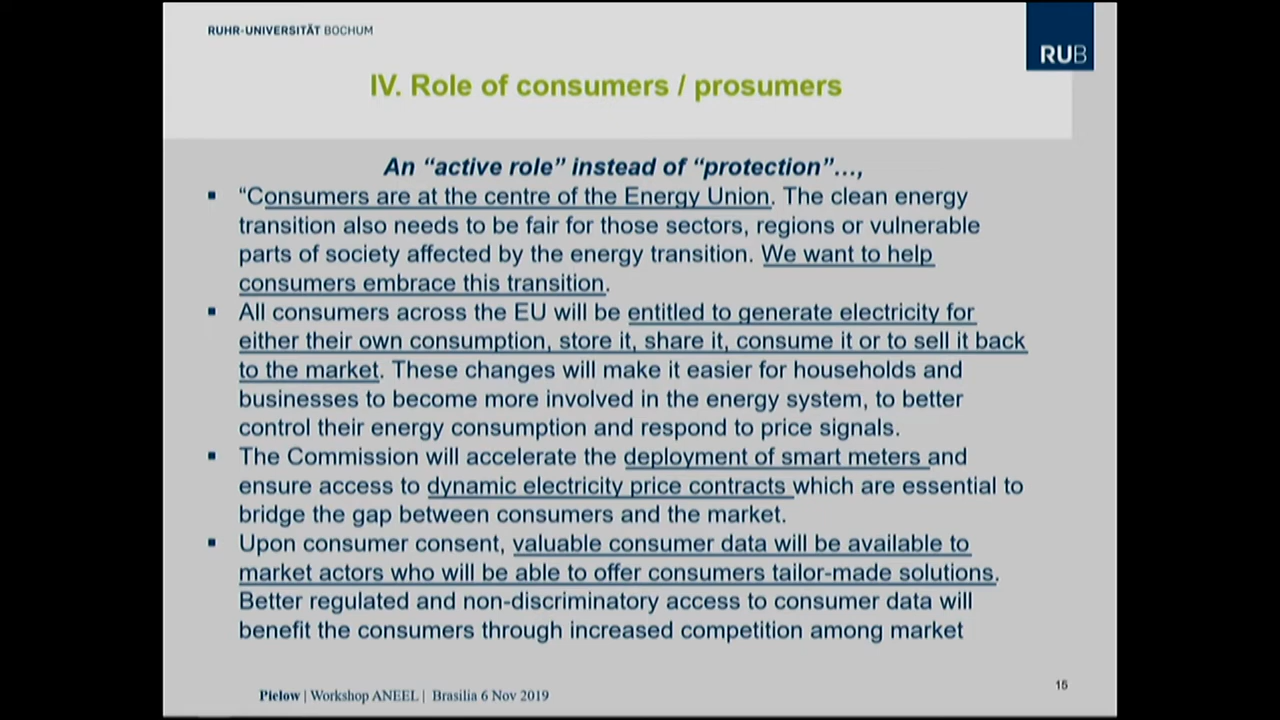 RUHR-UNIVERSITÄT BOCHUM
RUB
IV. Role of consumers / prosumers
An “active role” instead of “protection”…,
▪ “Consumers are at the centre of the Energy Union. The clean energy
transition also needs to be fair for those sectors, regions or vulnerable
parts of society affected by the energy transition. We want to help
consumers embrace this transition.
▪ All consumers across the EU will be entitled to generate electricity for
either their own consumption, store it, share it, consume it or to sell it back
to the market. These changes will make it easier for households and
businesses to become more involved in the energy system, to better
control their energy consumption and respond to price signals.
▪ The Commission will accelerate the deployment of smart meters and
ensure access to dynamic electricity price contracts which are essential to
bridge the gap between consumers and the market.
▪ Upon consumer consent, valuable consumer data will be available to
market actors who will be able to offer consumers tailor-made solutions.
Better regulated and non-discriminatory access to consumer data will
benefit the consumers through increased competition among market
Pielow | Workshop ANEEL | Brasilia 6 Nov 2019
15